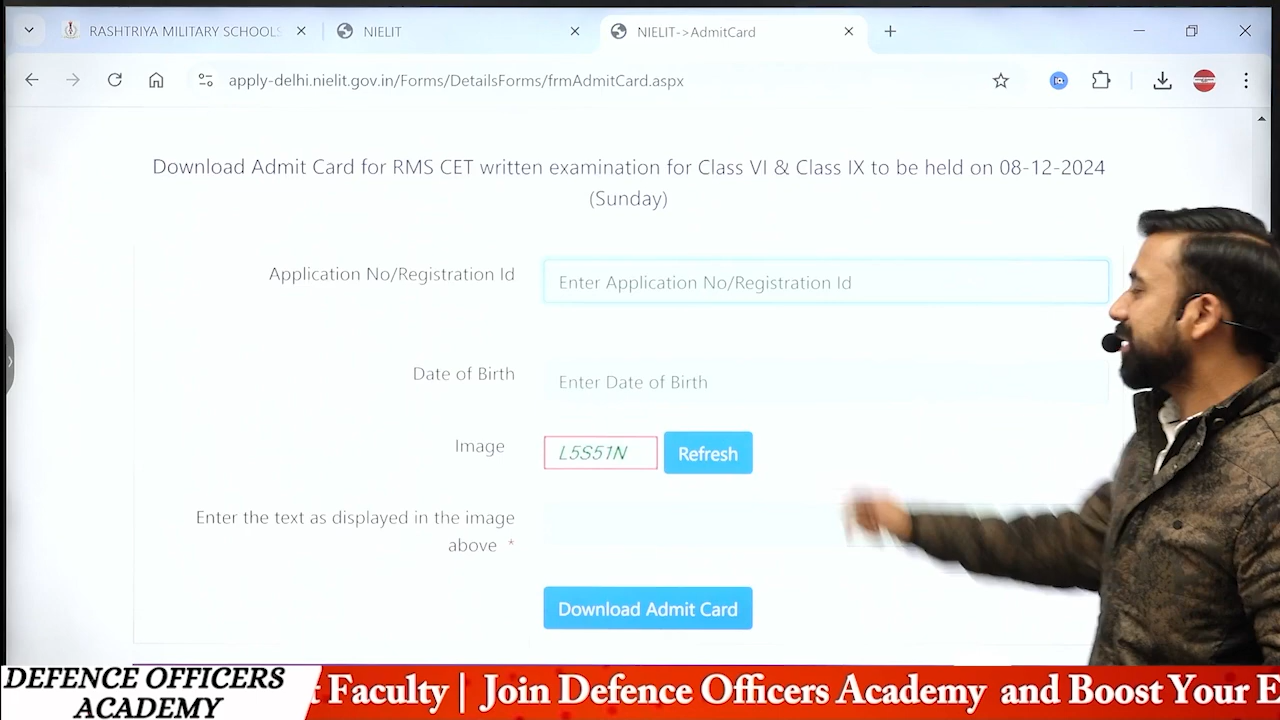 RASHTRIYA MILITARY SCHOOLS
NIELIT
NIELIT->AdmitCard
apply-delhi.nielit.gov.in/Forms/DetailsForms/frmAdmitCard.aspx
Download Admit Card for RMS CET written examination for Class VI & Class IX to be held on 08-12-2024
(Sunday)
Application No/Registration Id
Enter Application No/Registration Id
Date of Birth
Enter Date of Birth
Image
L5S51N
Refresh
Enter the text as displayed in the image
above *
Download Admit Card
DEFENCE OFFICERS
ACADEMY
t Faculty | Join Defence Officers Academy and Boost Your E